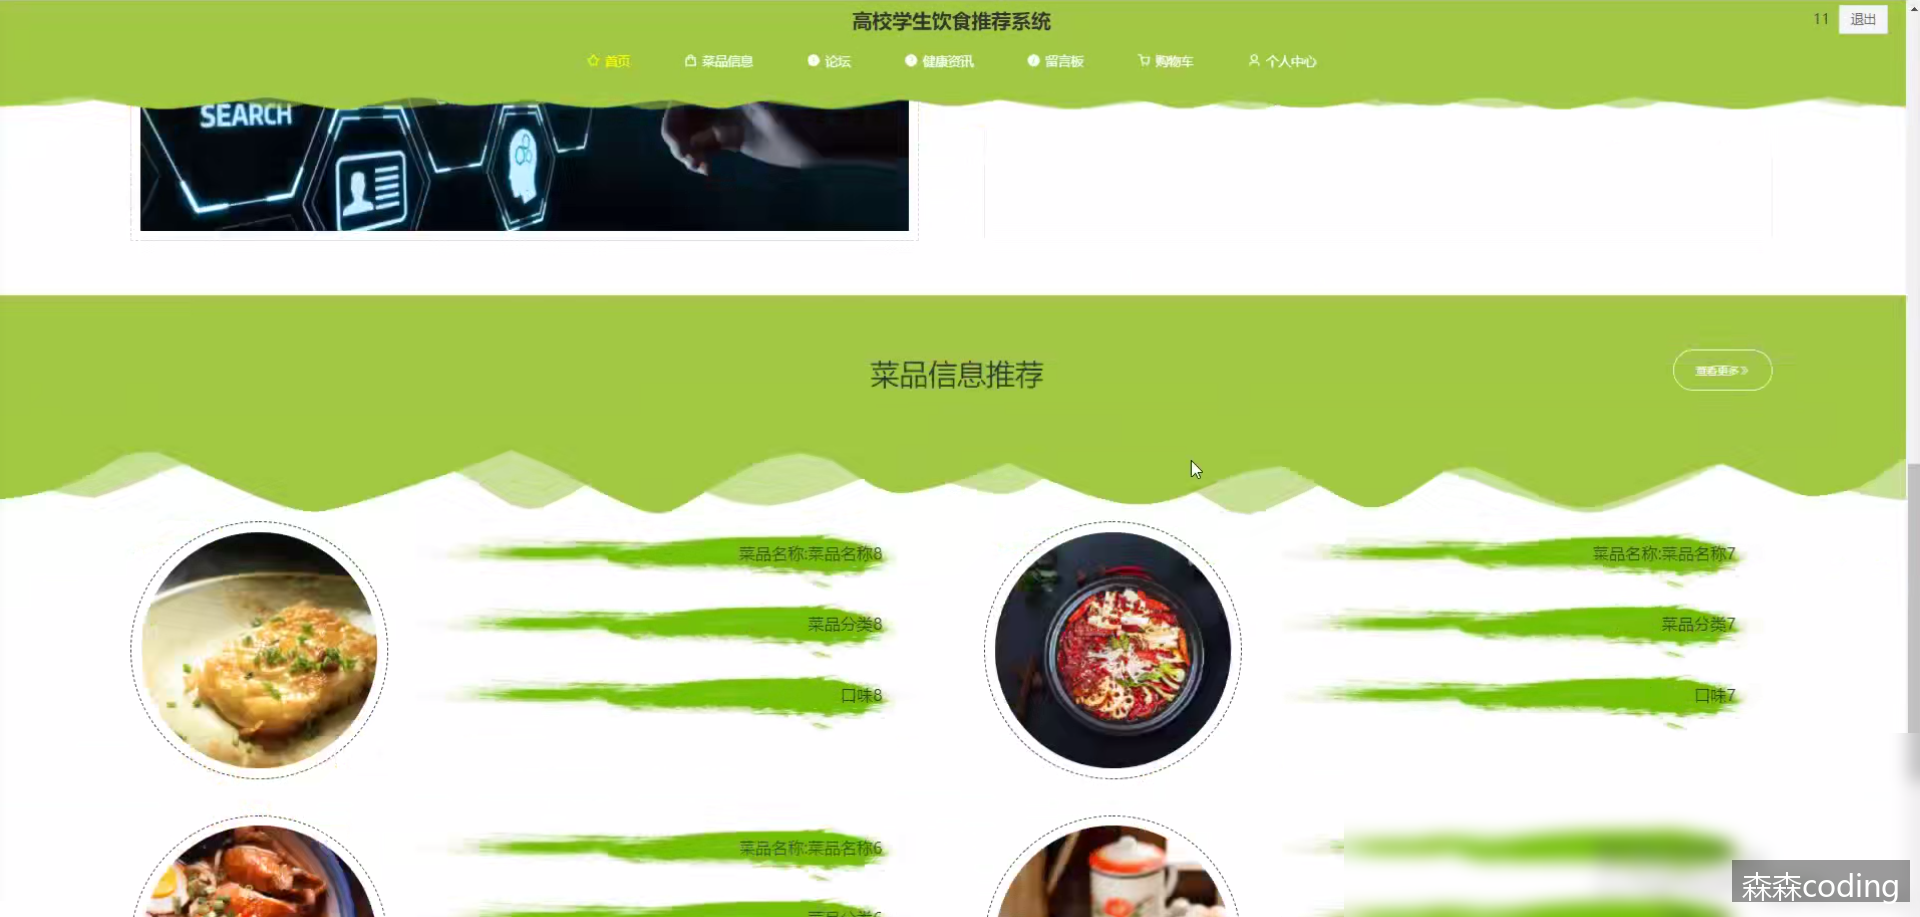 高校学生饮食推荐系统
11 退出
首页 菜品信息 论坛 健康资讯 留言板 购物车 个人中心
SEARCH
菜品信息推荐
查看更多》
菜品名称:菜品名称8
菜品分类8
口味8
菜品名称:菜品名称7
菜品分类7
口味7
菜品名称:菜品名称6
菜品分类6
森森coding